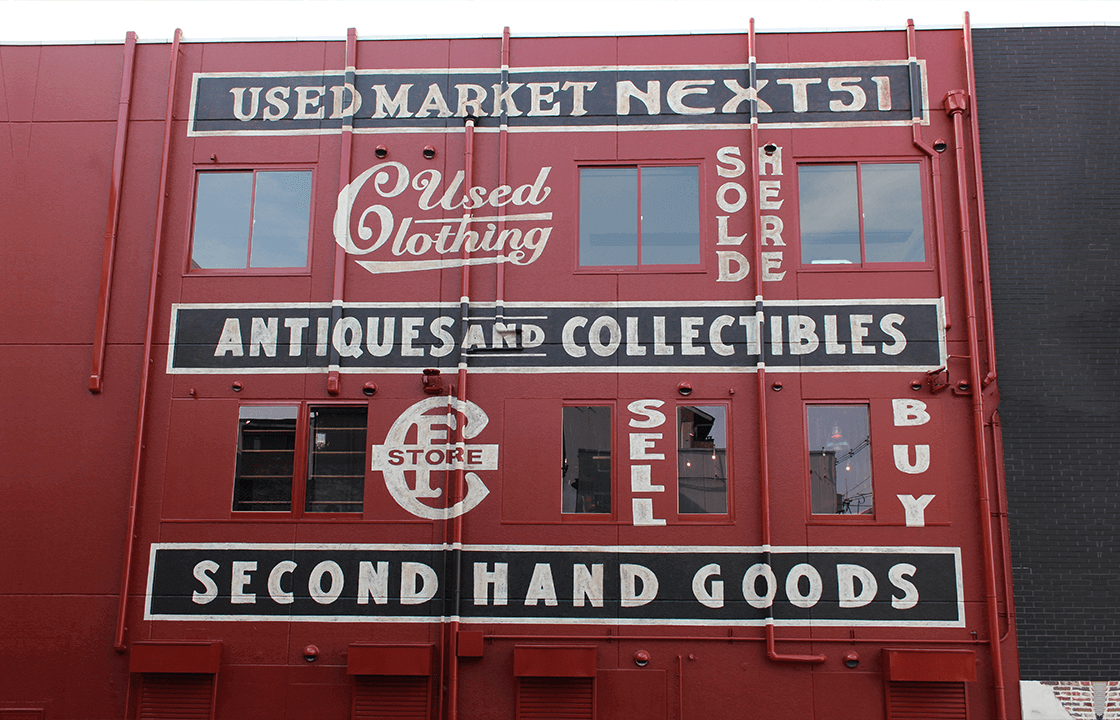 USED MARKET NEXT51
Used
Clothing
SOLD
HERE
ANTIQUES AND COLLECTIBLES
STORE
SELL
BUY
SECOND HAND GOODS